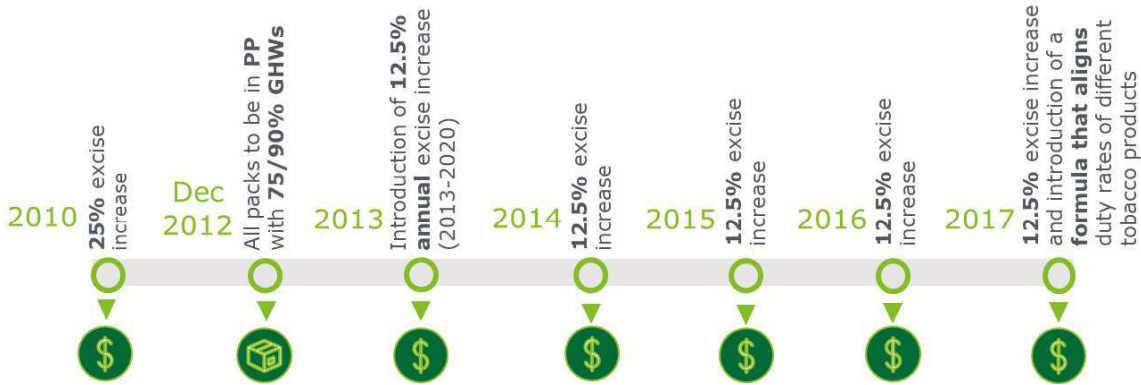 2010
25% excise
increase
Dec
2012
All packs to be in PP
with 75/90% GHWs
2013
Introduction of 12.5%
annual excise increase
(2013-2020)
2014
12.5% excise
increase
2015
12.5% excise
increase
2016
12.5% excise
increase
2017
12.5% excise increase
and introduction of a
formula that aligns
duty rates of different
tobacco products
$
$
$
$
$
$